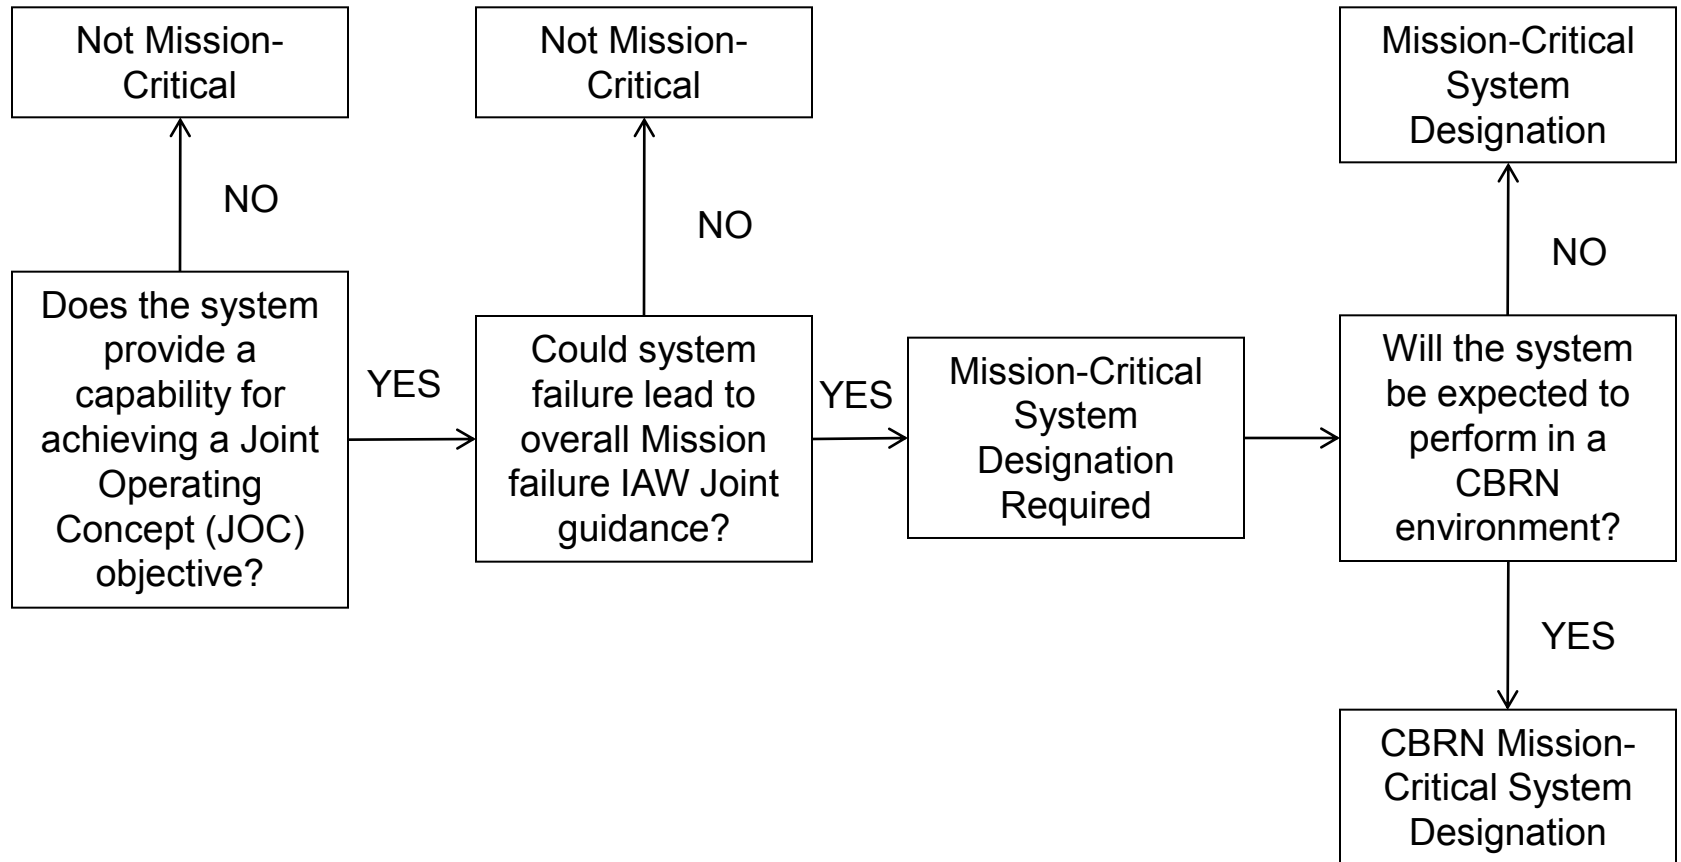 Not Mission-
Critical
Not Mission-
Critical
Mission-Critical
System
Designation
NO
NO
NO
Does the system
provide a
capability for
achieving a Joint
Operating
Concept (JOC)
objective?
YES
Could system
failure lead to
overall Mission
failure IAW Joint
guidance?
YES
Mission-Critical
System
Designation
Required
Will the system
be expected to
perform in a
CBRN
environment?
YES
CBRN Mission-
Critical System
Designation